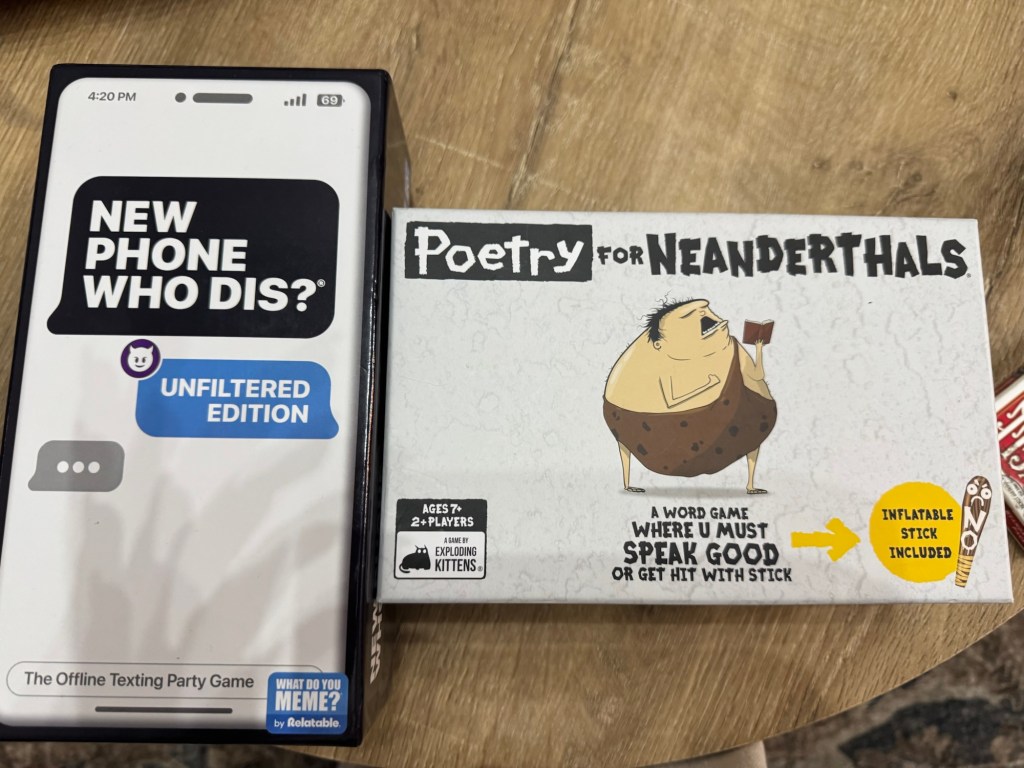 4:20 PM
69
NEW
PHONE
WHO DIS?®
UNFILTERED
EDITION
The Offline Texting Party Game
WHAT DO YOU
MEME?®
by Relatable
Poetry FOR NEANDERTHALS®
AGES 7+
2+ PLAYERS
A GAME BY
EXPLODING
KITTENS®
A WORD GAME
WHERE U MUST
SPEAK GOOD
OR GET HIT WITH STICK
INFLATABLE
STICK
INCLUDED
NO